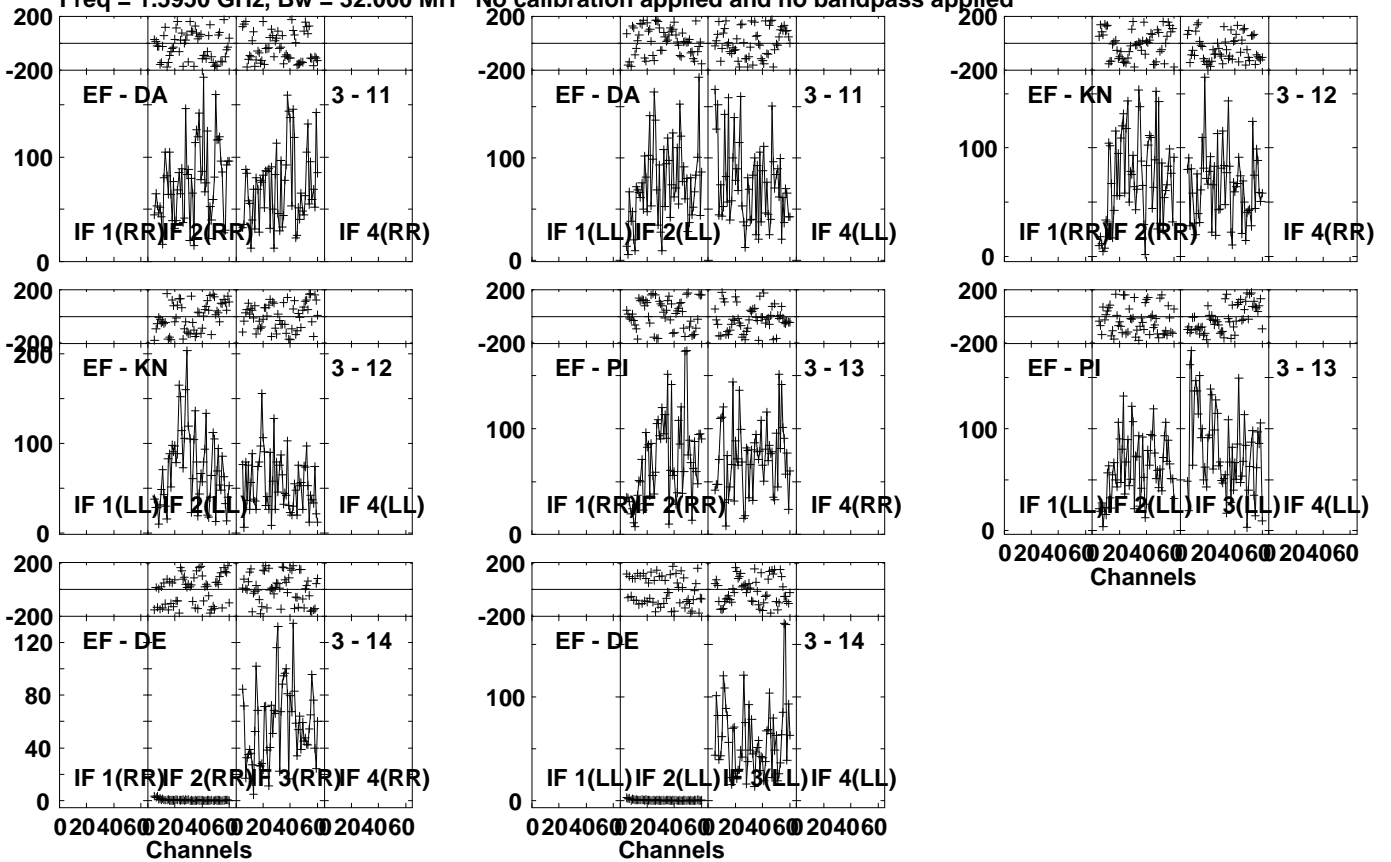 Freq = 1.5950 GHz, Bw = 32.000 MH No calibration applied and no bandpass applied
200
-200
EF - DA
3 - 11
100
IF 1(RR)
IF 2(RR)
IF 4(RR)
0
200
-200
EF - DA
3 - 11
100
IF 1(LL)
IF 2(LL)
IF 4(LL)
0
200
-200
EF - KN
3 - 12
100
IF 1(RR)
IF 2(RR)
IF 4(RR)
0
200
-200
200
EF - KN
3 - 12
100
IF 1(LL)
IF 2(LL)
IF 4(LL)
0
200
-200
EF - PI
3 - 13
100
IF 1(RR)
IF 2(RR)
IF 4(RR)
0
200
-200
EF - PI
3 - 13
100
IF 1(LL)
IF 2(LL)
IF 3(LL)
IF 4(LL)
0
0 20 40 60 0 20 40 60 0 20 40 60 0 20 40 60
Channels
200
-200
EF - DE
3 - 14
120
80
40
IF 1(RR)
IF 2(RR)
IF 3(RR)
IF 4(RR)
0
0 20 40 60 0 20 40 60 0 20 40 60 0 20 40 60
Channels
200
-200
EF - DE
3 - 14
100
IF 1(LL)
IF 2(LL)
IF 3(LL)
IF 4(LL)
0
0 20 40 60 0 20 40 60 0 20 40 60 0 20 40 60
Channels